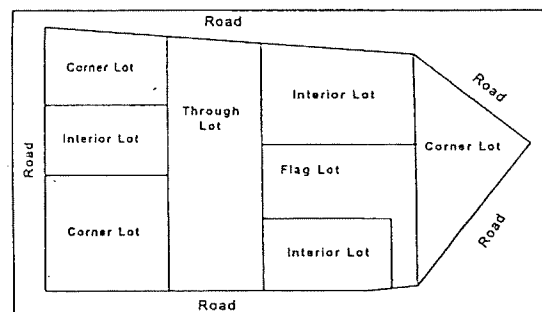 Road
Corner Lot
Through
Lot
Interior Lot
Road
Interior Lot
Road
Flag Lot
Corner Lot
Corner Lot
Interior Lot
Road
Road